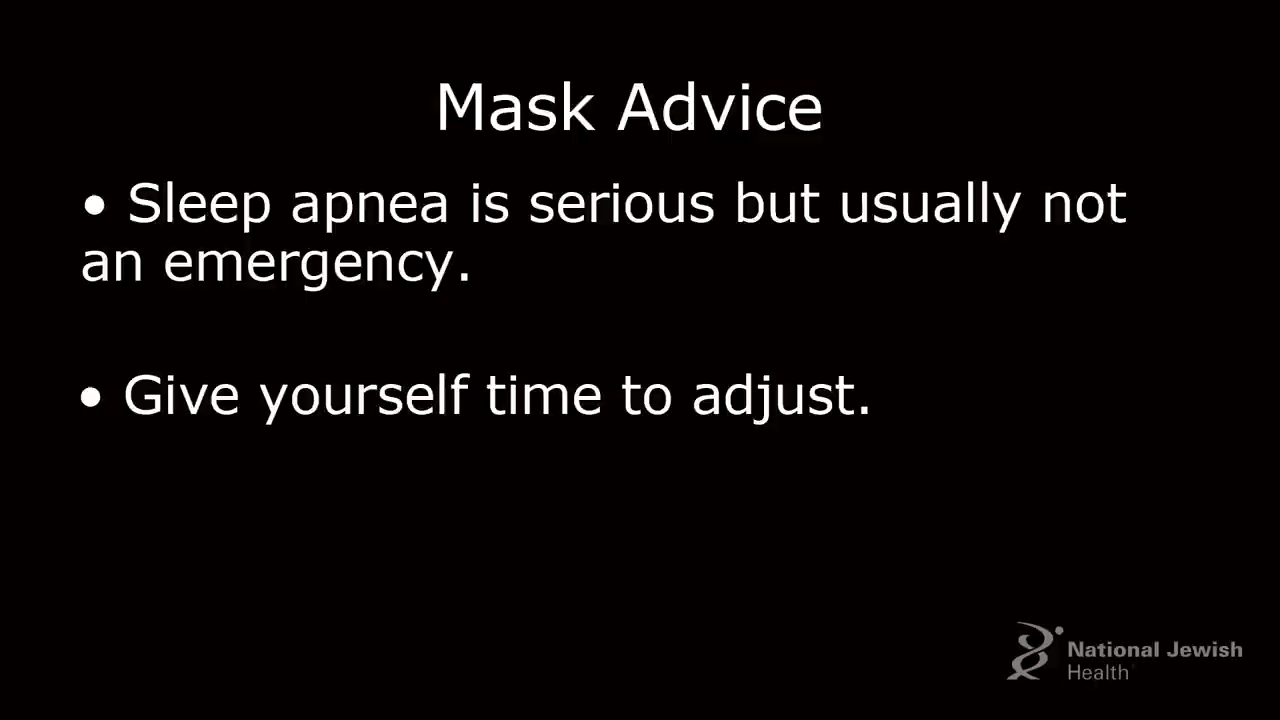 Mask Advice
• Sleep apnea is serious but usually not
an emergency.
• Give yourself time to adjust.
National Jewish
Health